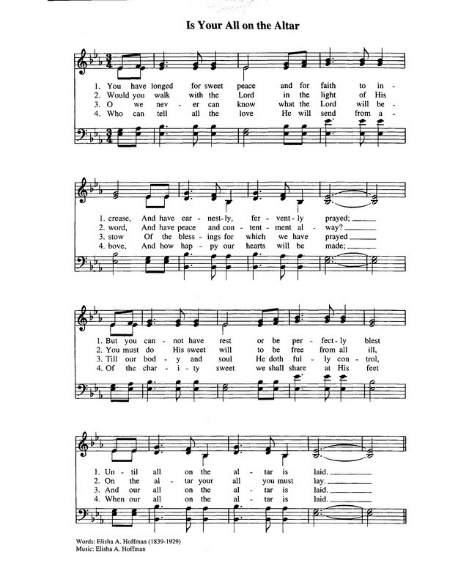 Is Your All on the Altar
1. You have longed for sweet peace and for faith to in -
2. Would you walk with the Lord in the light of His
3. O we nev - er can know what the Lord will be -
4. Who can tell all the love He will send from a -
1. crease, And have ear - nest-ly, fer - vent - ly prayed;
2. word, And have peace and con - tent - ment al - way?
3. stow Of the bless - ings for which we have prayed
4. bove, And how hap - py our hearts will be made;
1. But you can - not have rest or be per - fect - ly blest
2. You must do His sweet will to be free from all ill,
3. Till our bod - y and soul He doth ful - ly con - trol,
4. Of the char - i - ty sweet we shall share at His feet
1. Un - til all on the al - tar is laid.
2. On the al - tar your all you must lay.
3. And our all on the al - tar is laid.
4. When our all on the al - tar is laid.
Words: Elisha A. Hoffman (1839-1929)
Music: Elisha A. Hoffman